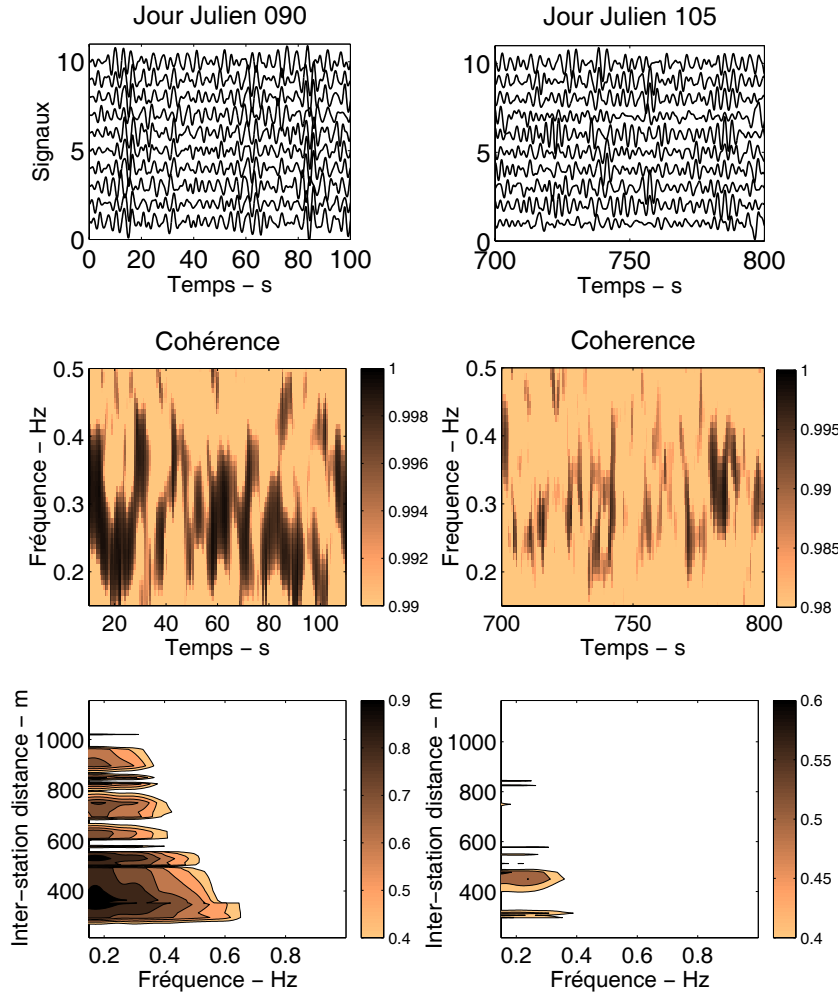 Jour Julien 090
Signaux
10
5
0
0 20 40 60 80 100
Temps – s
Jour Julien 105
10
5
0
700 750 800
Temps – s
Cohérence
Fréquence – Hz
0.5
0.4
0.3
0.2
20 40 60 80 100
Temps – s
1
0.998
0.996
0.994
0.992
0.99
Coherence
Frequence – Hz
0.5
0.4
0.3
0.2
700 750 800
Temps – s
1
0.995
0.99
0.985
0.98
Inter–station distance – m
1000
800
600
400
0.2 0.4 0.6 0.8
Fréquence – Hz
0.9
0.8
0.7
0.6
0.5
0.4
Inter–station distance – m
1000
800
600
400
0.2 0.4 0.6 0.8
Fréquence – Hz
0.6
0.55
0.5
0.45
0.4